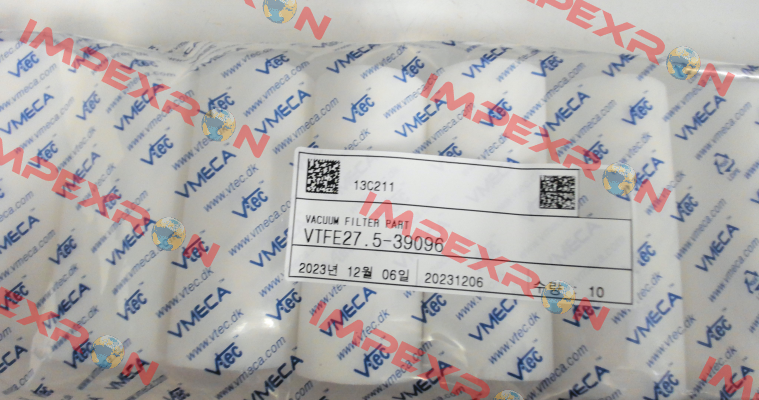 13C211
VACUUM FILTER PART
VTFE27.5-39096
2023년 12월 06일 20231206 수량 : 10
VMECA
Vtec
www.vmeca.com
www.vtec.dk
IMPEXRON